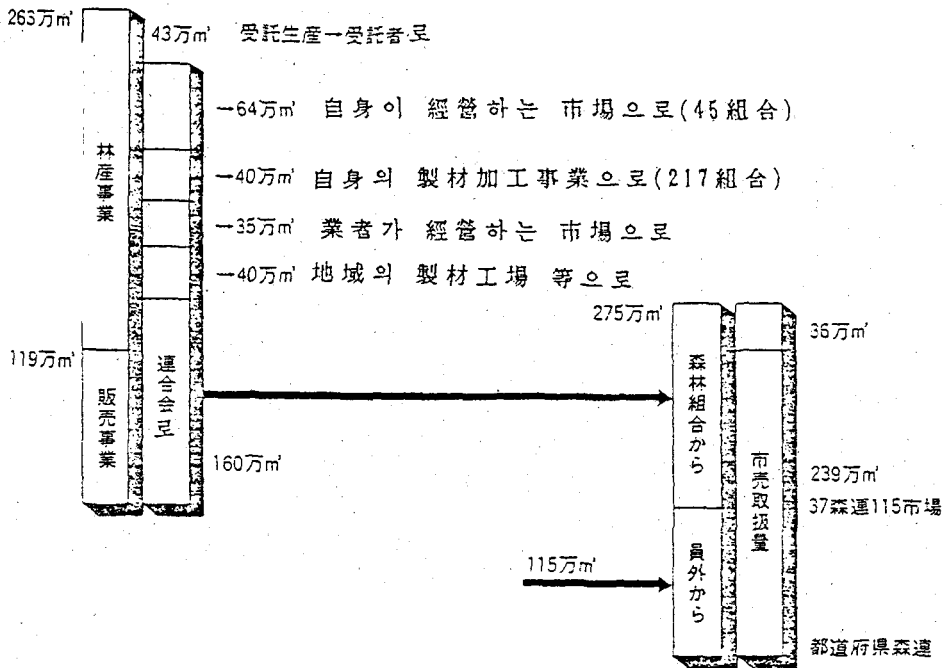 263万㎥
43万㎥ 受託生産→受託者로
→64万㎥ 自身이 經營하는 市場으로(45組合)
林産事業
→40万㎥ 自身의 製材加工事業으로(217組合)
→35万㎥ 業者가 經營하는 市場으로
→40万㎥ 地域의 製材工場 等으로
119万㎥
販売事業
連合会로
160万㎥
275万㎥
36万㎥
森林組合から
市売取扱量
239万㎥
37森連115市場
115万㎥
員外から
都道府県森連